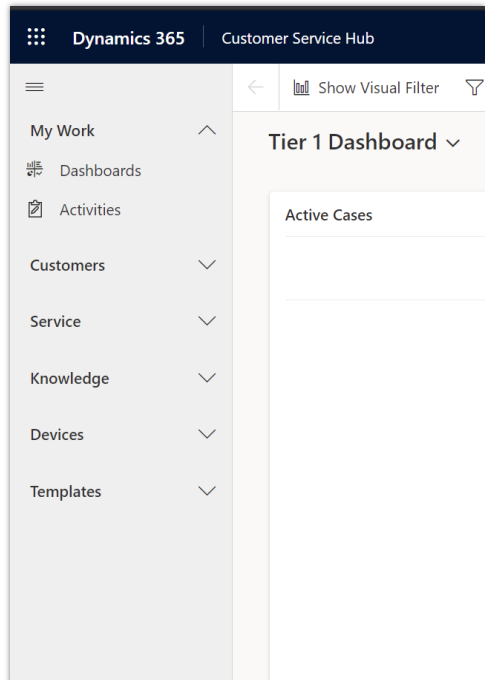 Dynamics 365 Customer Service Hub
Show Visual Filter
My Work
Tier 1 Dashboard
Dashboards
Activities
Active Cases
Customers
Service
Knowledge
Devices
Templates